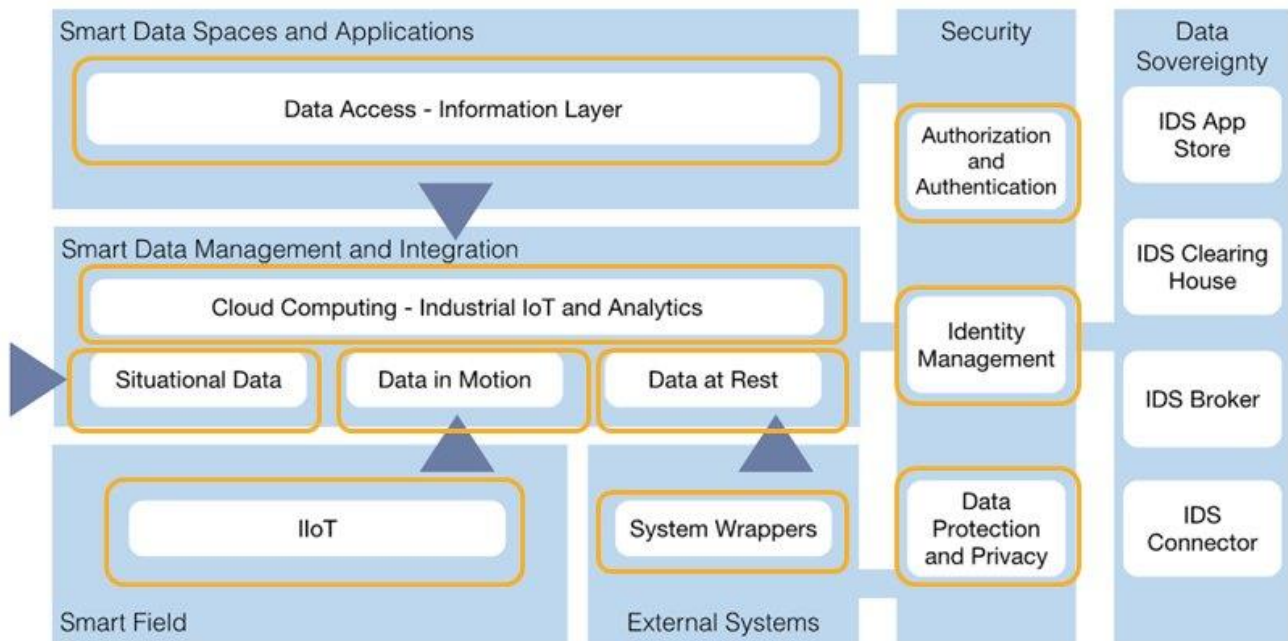 Smart Data Spaces and Applications
Data Access - Information Layer
Smart Data Management and Integration
Cloud Computing - Industrial IoT and Analytics
Situational Data
Data in Motion
Data at Rest
IIoT
Smart Field
System Wrappers
External Systems
Security
Authorization
and
Authentication
Identity
Management
Data
Protection
and Privacy
Data
Sovereignty
IDS App
Store
IDS Clearing
House
IDS Broker
IDS
Connector